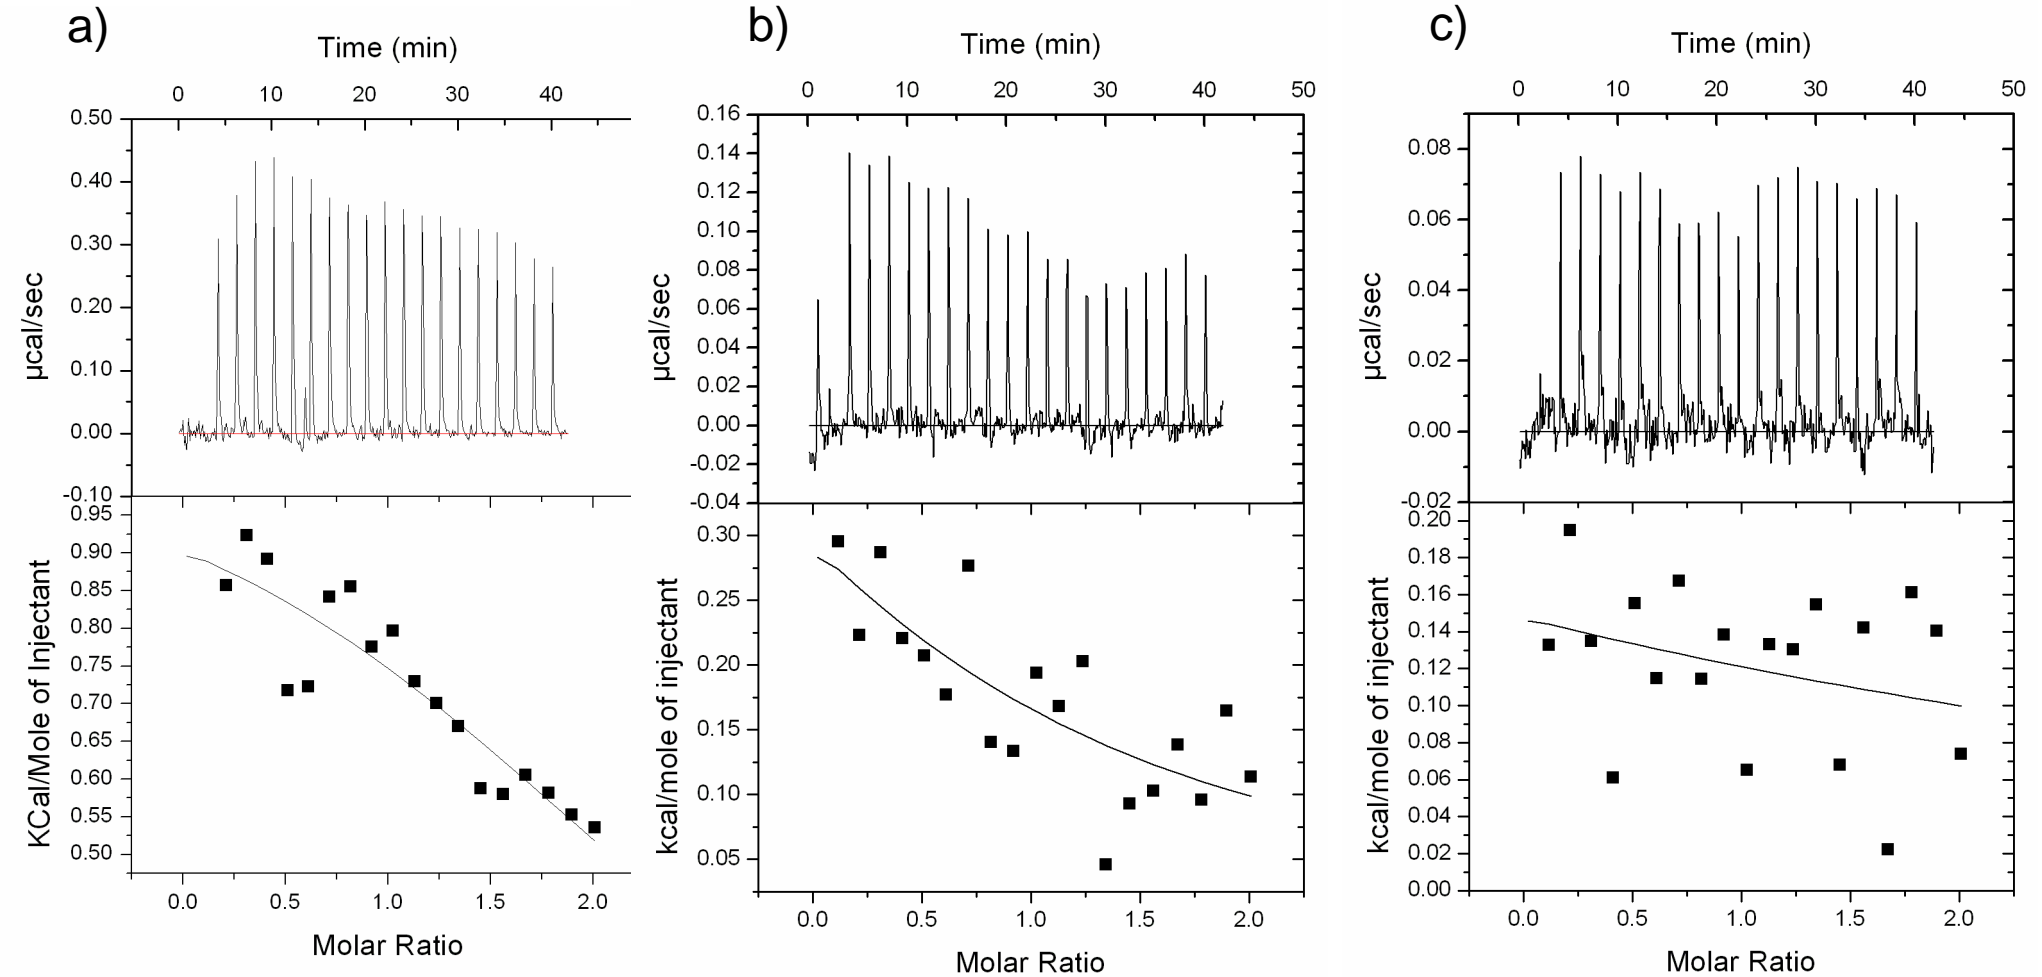 a)
Time (min)
0 10 20 30 40
0.50
0.40
0.30
0.20
0.10
0.00
-0.10
µcal/sec
0.95
0.90
0.85
0.80
0.75
0.70
0.65
0.60
0.55
0.50
KCal/Mole of Injectant
0.0 0.5 1.0 1.5 2.0
Molar Ratio
b)
Time (min)
0 10 20 30 40 50
0.16
0.14
0.12
0.10
0.08
0.06
0.04
0.02
0.00
-0.02
-0.04
µcal/sec
0.30
0.25
0.20
0.15
0.10
0.05
kcal/mole of injectant
0.0 0.5 1.0 1.5 2.0
Molar Ratio
c)
Time (min)
0 10 20 30 40 50
0.08
0.06
0.04
0.02
0.00
-0.02
µcal/sec
0.20
0.18
0.16
0.14
0.12
0.10
0.08
0.06
0.04
0.02
0.00
kcal/mole of injectant
0.0 0.5 1.0 1.5 2.0
Molar Ratio